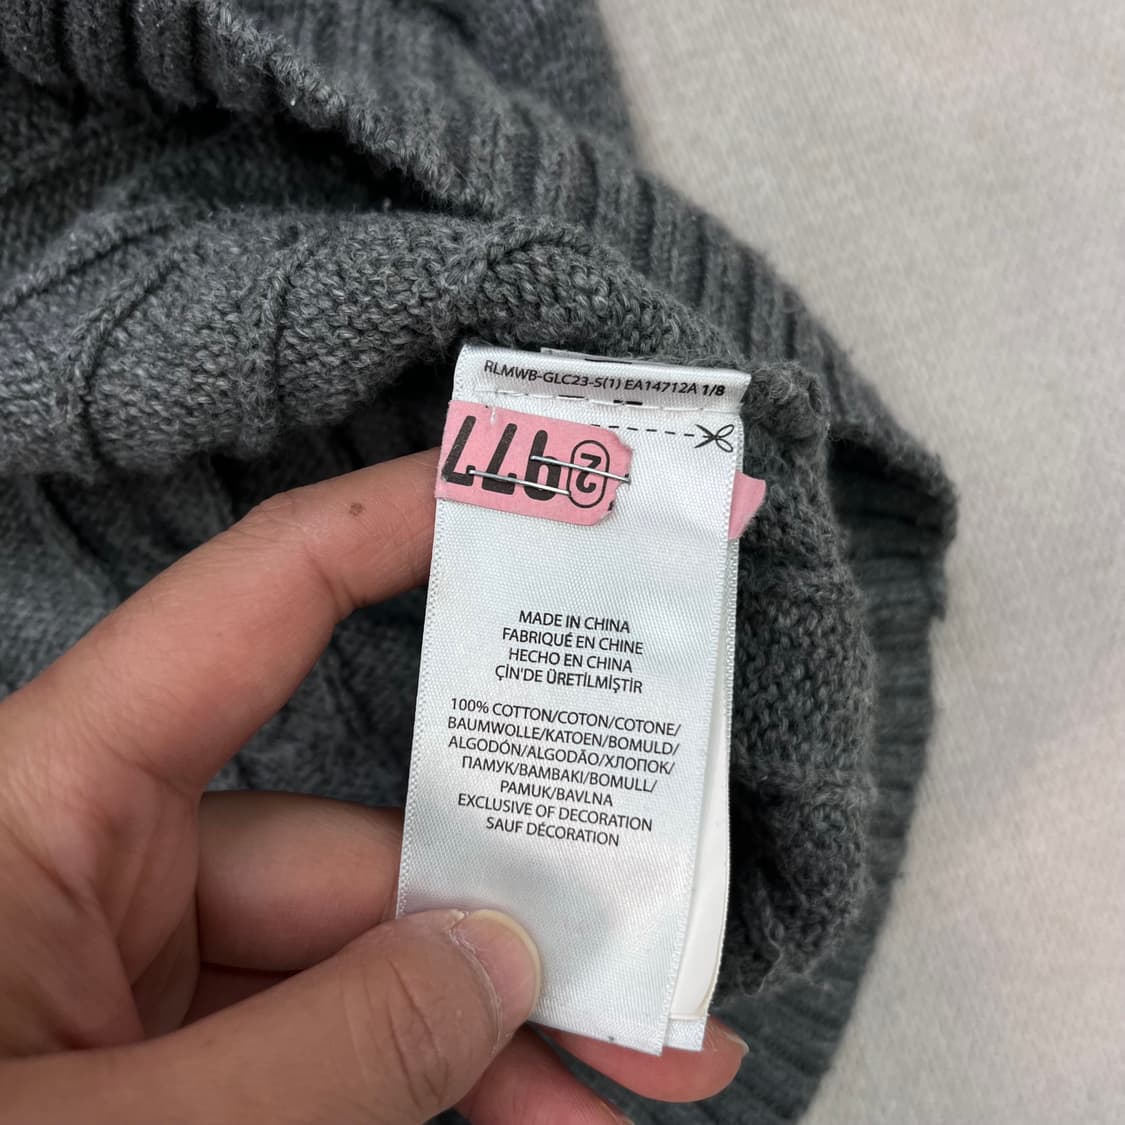 RLMWB-GLC23-S(1) EA14712A 1/8
977 2
MADE IN CHINA
FABRIQUÉ EN CHINE
HECHO EN CHINA
ÇİN'DE ÜRETİLMİŞTİR
100% COTTON/COTON/COTONE/
BAUMWOLLE/KATOEN/BOMULD/
ALGODÓN/ALGODÃO/ХЛОПОК/
ПАМУК/BAMBAKI/BOMULL/
PAMUK/BAVLNA
EXCLUSIVE OF DECORATION
SAUF DÉCORATION